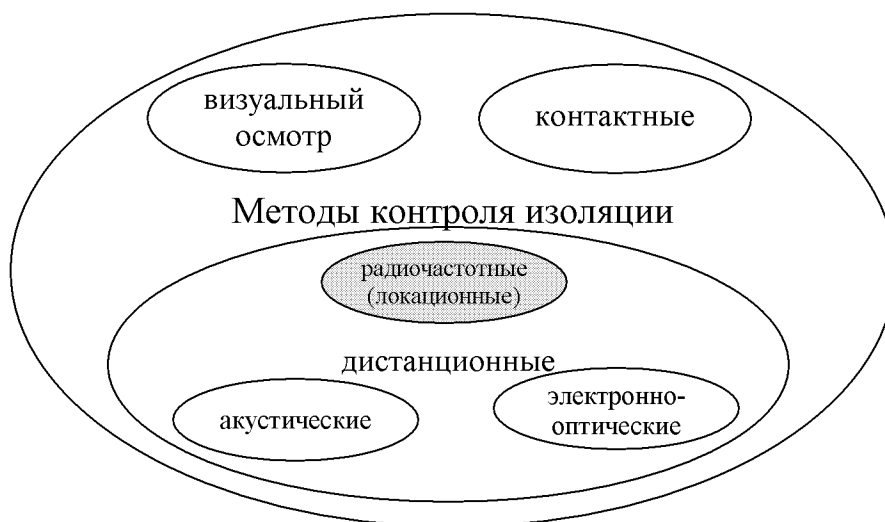 визуальный
осмотр
контактные
Методы контроля изоляции
радиочастотные
(локационные)
дистанционные
акустические
электронно-
оптические